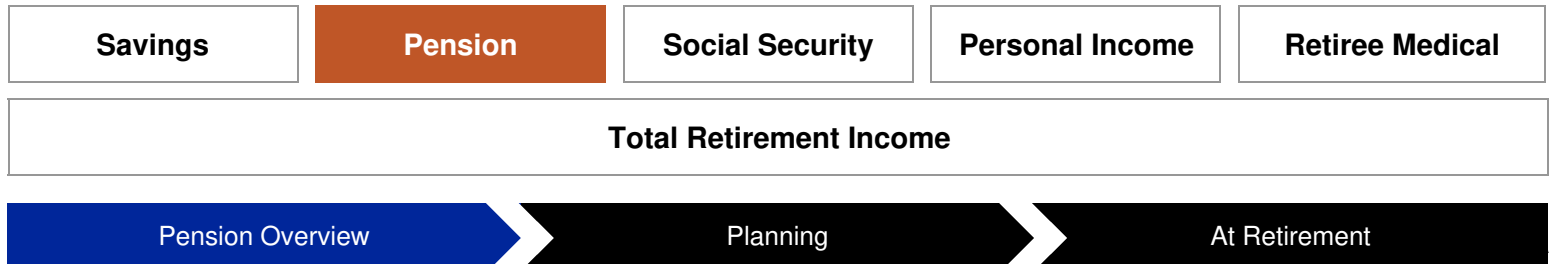 Savings
Pension
Social Security
Personal Income
Retiree Medical
Total Retirement Income
Pension Overview
Planning
At Retirement